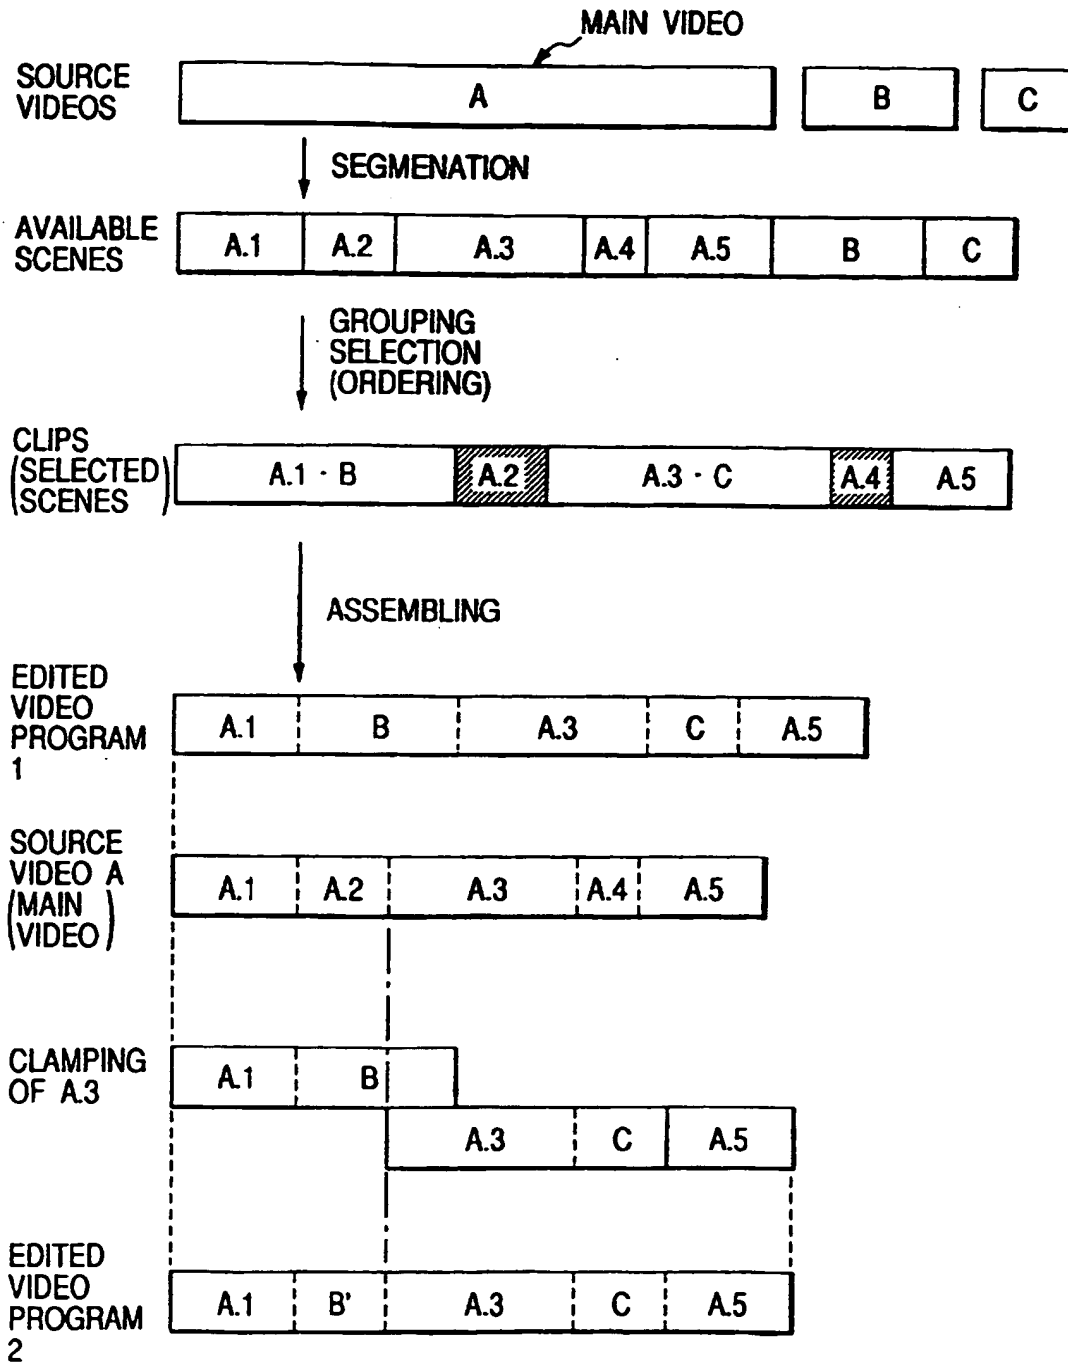 MAIN VIDEO
SOURCE
VIDEOS
A
B
C
SEGMENATION
AVAILABLE
SCENES
A.1
A.2
A.3
A.4
A.5
B
C
GROUPING
SELECTION
(ORDERING)
CLIPS
(SELECTED
SCENES)
A.1 - B
A.2
A.3 - C
A.4
A.5
ASSEMBLING
EDITED
VIDEO
PROGRAM
1
A.1
B
A.3
C
A.5
SOURCE
VIDEO A
(MAIN
VIDEO)
A.1
A.2
A.3
A.4
A.5
CLAMPING
OF A.3
A.1
B
A.3
C
A.5
EDITED
VIDEO
PROGRAM
2
A.1
B'
A.3
C
A.5